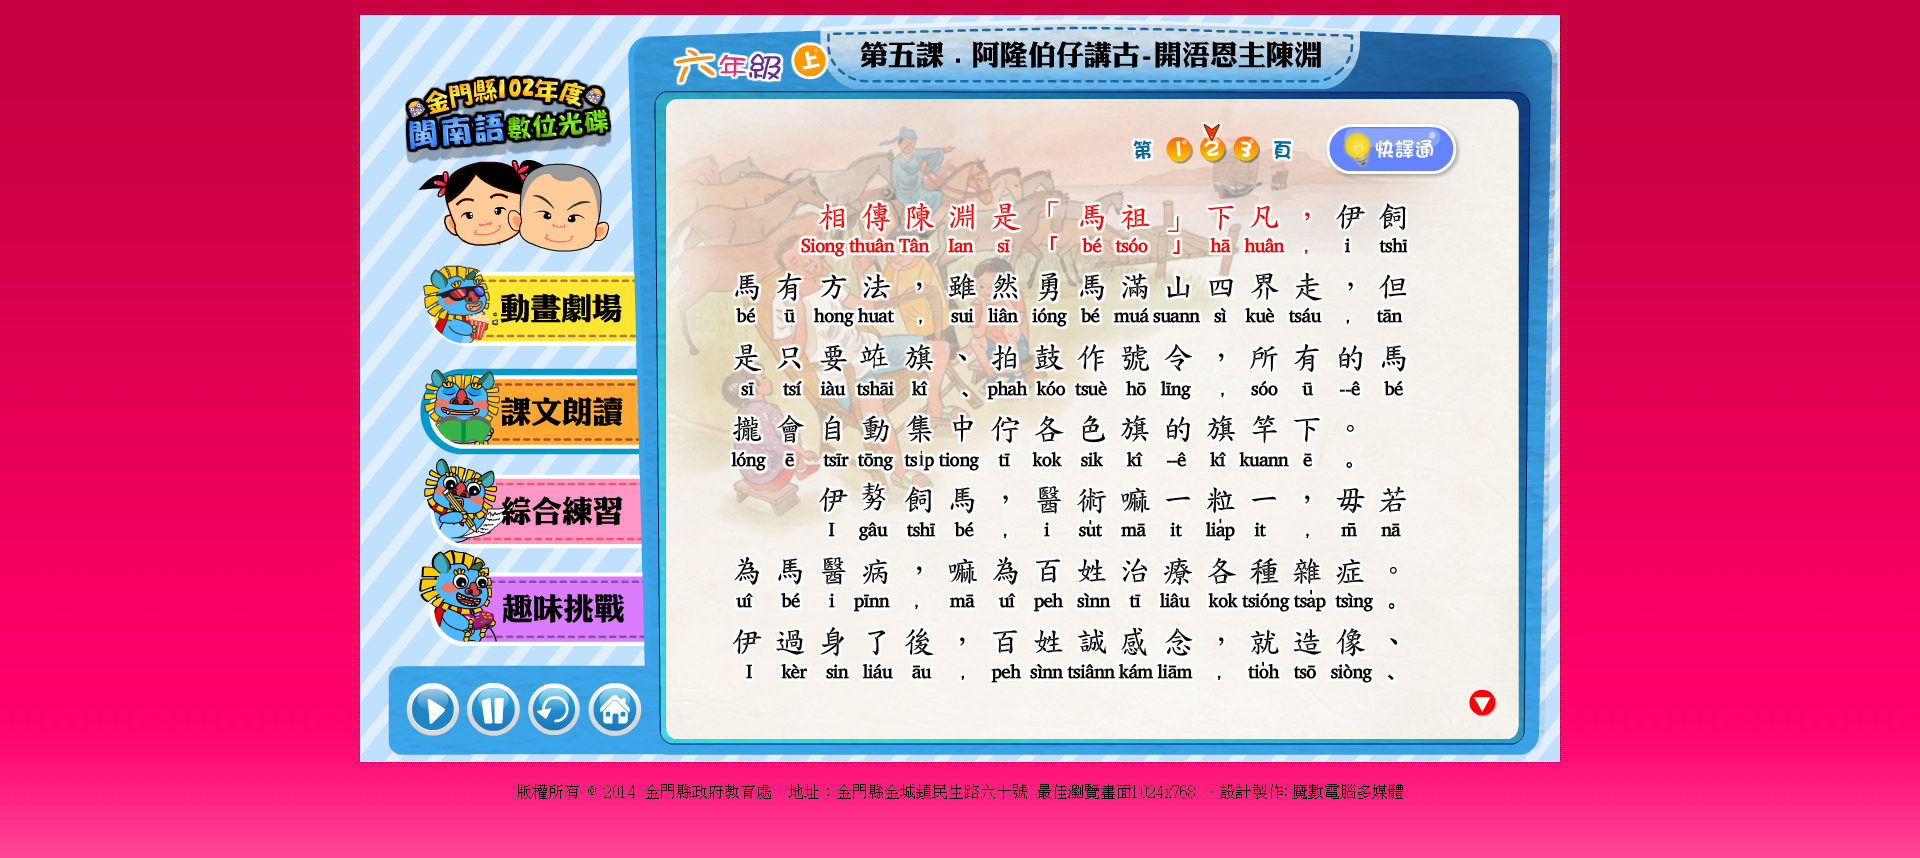 六年級 上
第五課．阿隆伯仔講古-開浯恩主陳淵
金門縣102年度
閩南語數位光碟
第 1 2 3 頁
快譯通
動畫劇場
課文朗讀
綜合練習
趣味挑戰
相傳陳淵是「馬祖」下凡，伊飼
Siong thuân Tân Ian sī 「 bé tsóo 」 hā huân , i tshī
馬有方法，雖然勇馬滿山四界走，但
bé ū hong huat , sui liân ióng bé muá suann sì kuè tsáu , tān
是只要𨑨旗、拍鼓作號令，所有的馬
sī tsí iàu tshāi kî 、 phah kóo tsuè hō līng , sóo ū --ê bé
攏會自動集中佇各色旗的旗竿下。
lóng ē tsīr tōng tsi̍p tiong tī kok sik kî --ê kî kuann ē 。
伊骜飼馬，醫術嘛一粒一，毋若
I gâu tshī bé , i su̍t mā it lia̍p it , m̄ nā
為馬醫病，嘛為百姓治療各種雜症。
uî bé i pīnn , mā uî peh sìnn tī liâu kok tsióng tsa̍p tsìng 。
伊過身了後，百姓誠感念，就造像、
I kèr sin liáu āu , peh sìnn tsiânn kám liām , tio̍h tsō siòng 、
版權所有 © 2014 金門縣政府教育處 地址：金門縣金城鎮民生路六十號 最佳瀏覽畫面1024x768 ．設計製作:魔數電腦多媒體